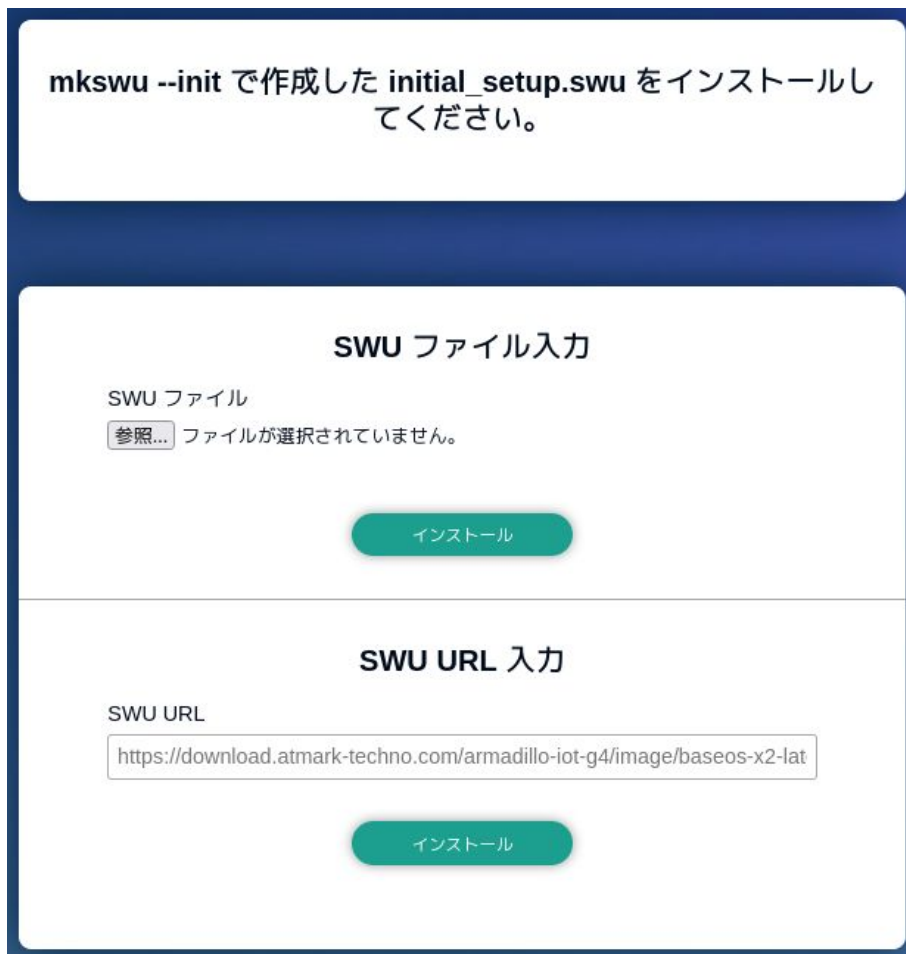 mkswu --init で作成した initial_setup.swu をインストールし
てください。
SWU ファイル入力
SWU ファイル
参照... ファイルが選択されていません。
インストール
SWU URL 入力
SWU URL
https://download.atmark-techno.com/armadillo-iot-g4/image/baseos-x2-lat
インストール